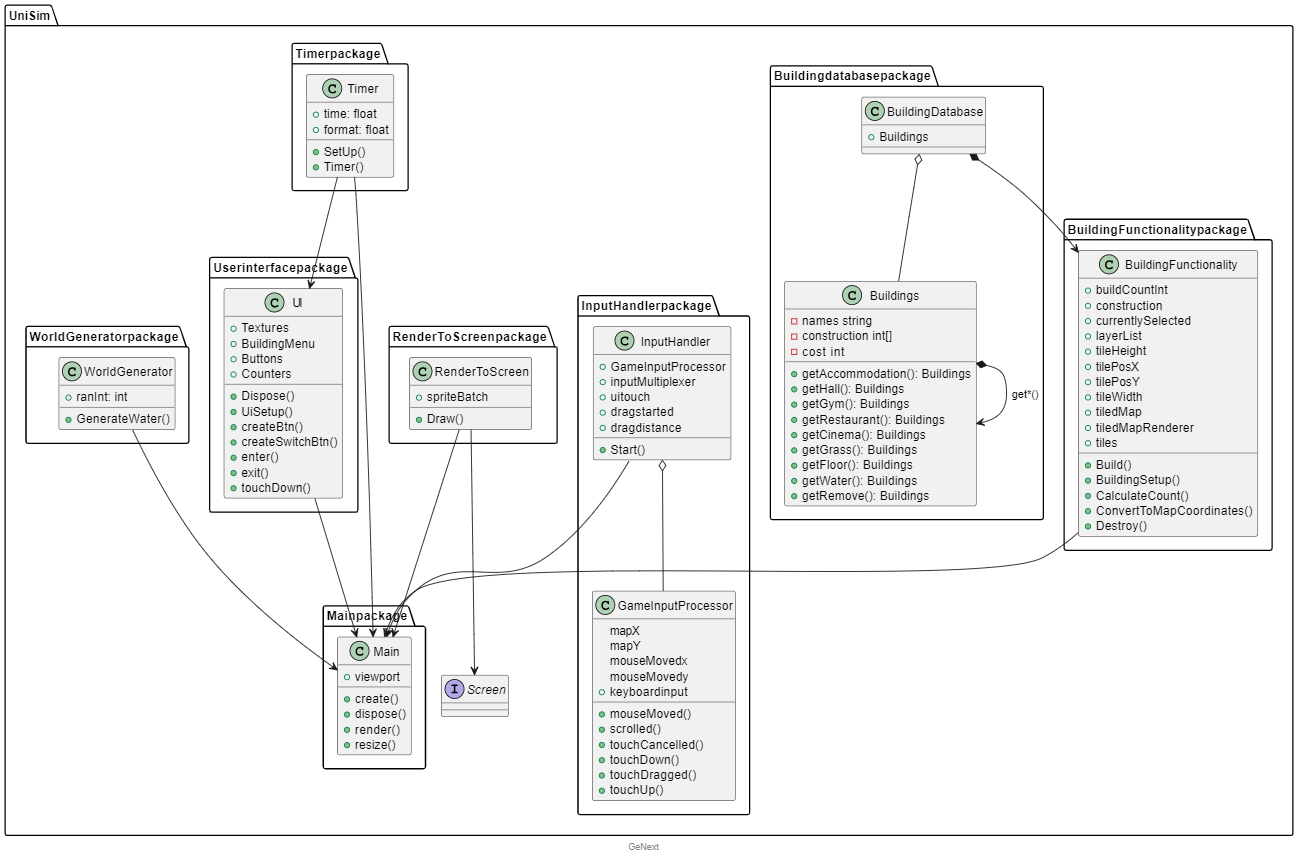 UniSim
Timerpackage
C Timer
time: float
format: float
SetUp()
Timer()
Buildingdatabasepackage
C BuildingDatabase
Buildings
C Buildings
names string
construction int[]
cost int
getAccommodation(): Buildings
getHall(): Buildings
getGym(): Buildings
getRestaurant(): Buildings
getCinema(): Buildings
getGrass(): Buildings
getFloor(): Buildings
getWater(): Buildings
getRemove(): Buildings
get*()
BuildingFunctionalitypackage
C BuildingFunctionality
buildCountInt
construction
currentlySelected
layerList
tileHeight
tilePosX
tilePosY
tileWidth
tiledMap
tiledMapRenderer
tiles
Build()
BuildingSetup()
CalculateCount()
ConvertToMapCoordinates()
Destroy()
Userinterfacepackage
C UI
Textures
BuildingMenu
Buttons
Counters
Dispose()
UiSetup()
createBtn()
createSwitchBtn()
enter()
exit()
touchDown()
WorldGeneratorpackage
C WorldGenerator
ranInt: int
GenerateWater()
RenderToScreenpackage
C RenderToScreen
spriteBatch
Draw()
InputHandlerpackage
C InputHandler
GameInputProcessor
inputMultiplexer
uitouch
dragstarted
dragdistance
Start()
C GameInputProcessor
mapX
mapY
mouseMovedx
mouseMovedy
keyboardinput
mouseMoved()
scrolled()
touchCancelled()
touchDown()
touchDragged()
touchUp()
Mainpackage
C Main
viewport
create()
dispose()
render()
resize()
I Screen
GeNext